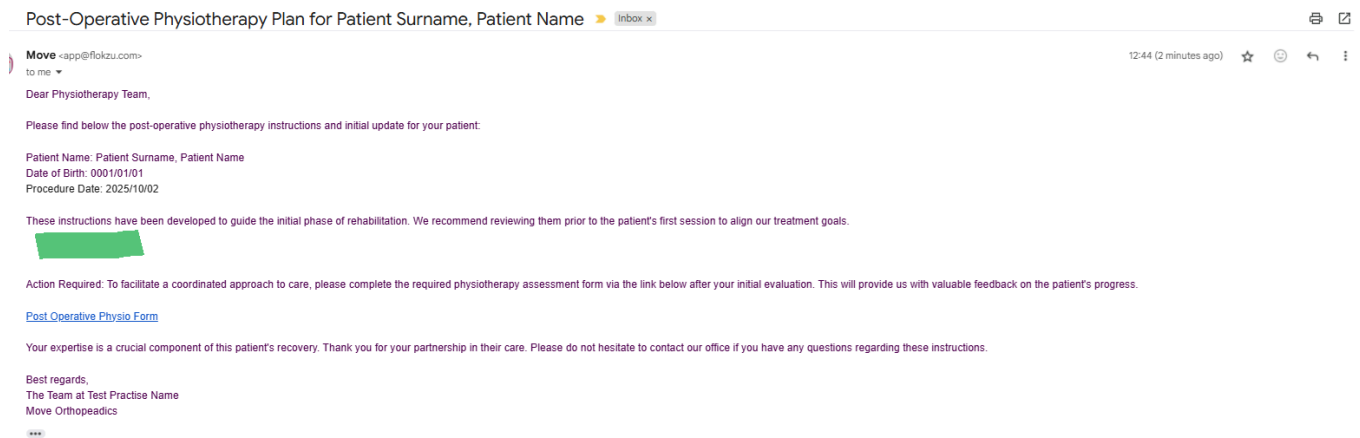 Post-Operative Physiotherapy Plan for Patient Surname, Patient Name Inbox ×
Move <app@flokzu.com>
12:44 (2 minutes ago)
to me
Dear Physiotherapy Team,
Please find below the post-operative physiotherapy instructions and initial update for your patient:
Patient Name: Patient Surname, Patient Name
Date of Birth: 0001/01/01
Procedure Date: 2025/10/02
These instructions have been developed to guide the initial phase of rehabilitation. We recommend reviewing them prior to the patient's first session to align our treatment goals.
Action Required: To facilitate a coordinated approach to care, please complete the required physiotherapy assessment form via the link below after your initial evaluation. This will provide us with valuable feedback on the patient's progress.
Post Operative Physio Form
Your expertise is a crucial component of this patient's recovery. Thank you for your partnership in their care. Please do not hesitate to contact our office if you have any questions regarding these instructions.
Best regards,
The Team at Test Practise Name
Move Orthopeadics